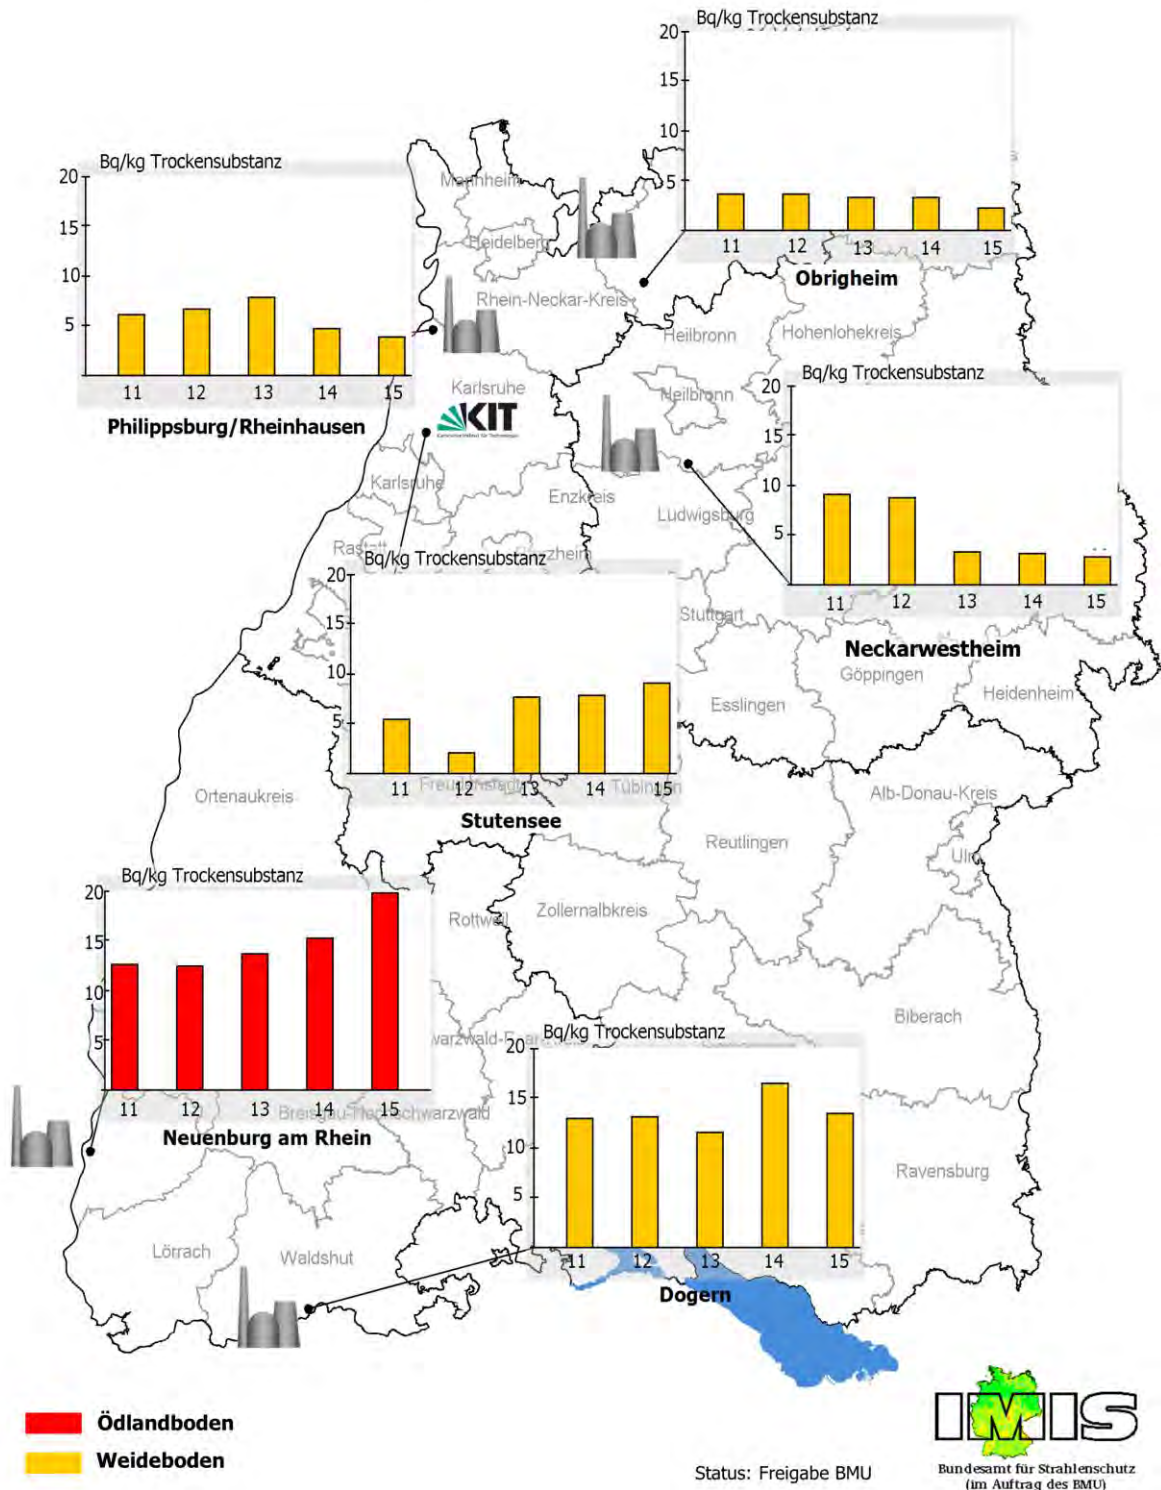 Bq/kg Trockensubstanz
20
15
10
5
11 12 13 14 15
Obrigheim
Bq/kg Trockensubstanz
20
15
10
5
11 12 13 14 15
Philippsburg/Rheinhausen
Mannheim
Heidelberg
Rhein-Neckar-Kreis
Heilbronn
Hohenlohekreis
Karlsruhe
KIT
Heilbronn
Karlsruhe
Enzkreis
Ludwigsburg
Bq/kg Trockensubstanz
20
15
10
5
11 12 13 14 15
Neckarwestheim
Bq/kg Trockensubstanz
20
15
10
5
11 12 13 14 15
Stutensee
Stuttgart
Göppingen
Heidenheim
Esslingen
Ortenaukreis
Tübingen
Alb-Donau-Kreis
Reutlingen
Ulm
Rottweil
Zollernalbkreis
Bq/kg Trockensubstanz
20
15
10
5
11 12 13 14 15
Neuenburg am Rhein
Biberach
Bq/kg Trockensubstanz
20
15
10
5
11 12 13 14 15
Dogern
Ravensburg
Lörrach
Waldshut
Ödlandboden
Weideboden
Status: Freigabe BMU
IMIS
Bundesamt für Strahlenschutz
(im Auftrag des BMU)